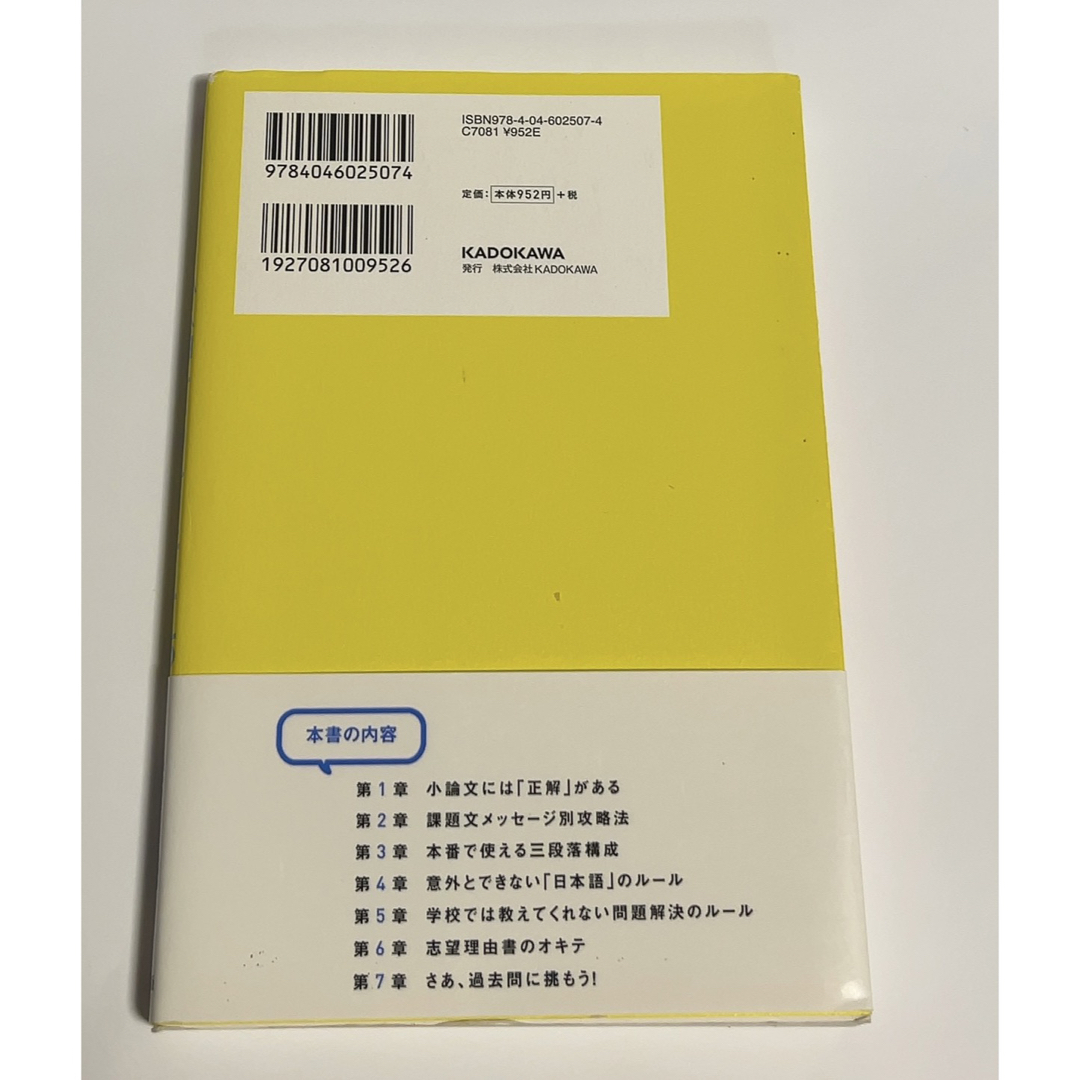 9784046025074
1927081009526
ISBN978-4-04-602507-4
C7081 ¥952E
定価：本体952円＋税
KADOKAWA
発行　株式会社KADOKAWA
本書の内容
第1章　小論文には「正解」がある
第2章　課題文メッセージ別攻略法
第3章　本番で使える三段落構成
第4章　意外とできない「日本語」のルール
第5章　学校では教えてくれない問題解決のルール
第6章　志望理由書のオキテ
第7章　さあ、過去問に挑もう！